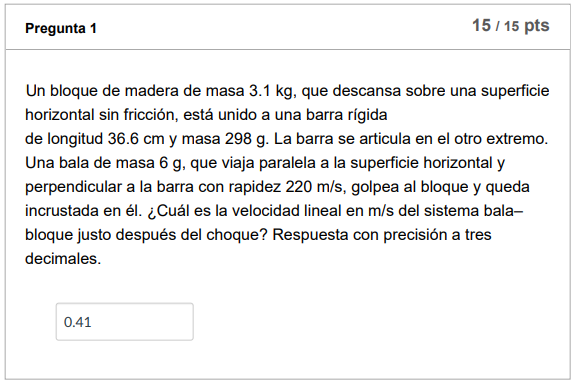 Pregunta 1
15 / 15 pts
Un bloque de madera de masa 3.1 kg, que descansa sobre una superficie
horizontal sin fricción, está unido a una barra rígida
de longitud 36.6 cm y masa 298 g. La barra se articula en el otro extremo.
Una bala de masa 6 g, que viaja paralela a la superficie horizontal y
perpendicular a la barra con rapidez 220 m/s, golpea al bloque y queda
incrustada en él. ¿Cuál es la velocidad lineal en m/s del sistema bala–
bloque justo después del choque? Respuesta con precisión a tres
decimales.
0.41